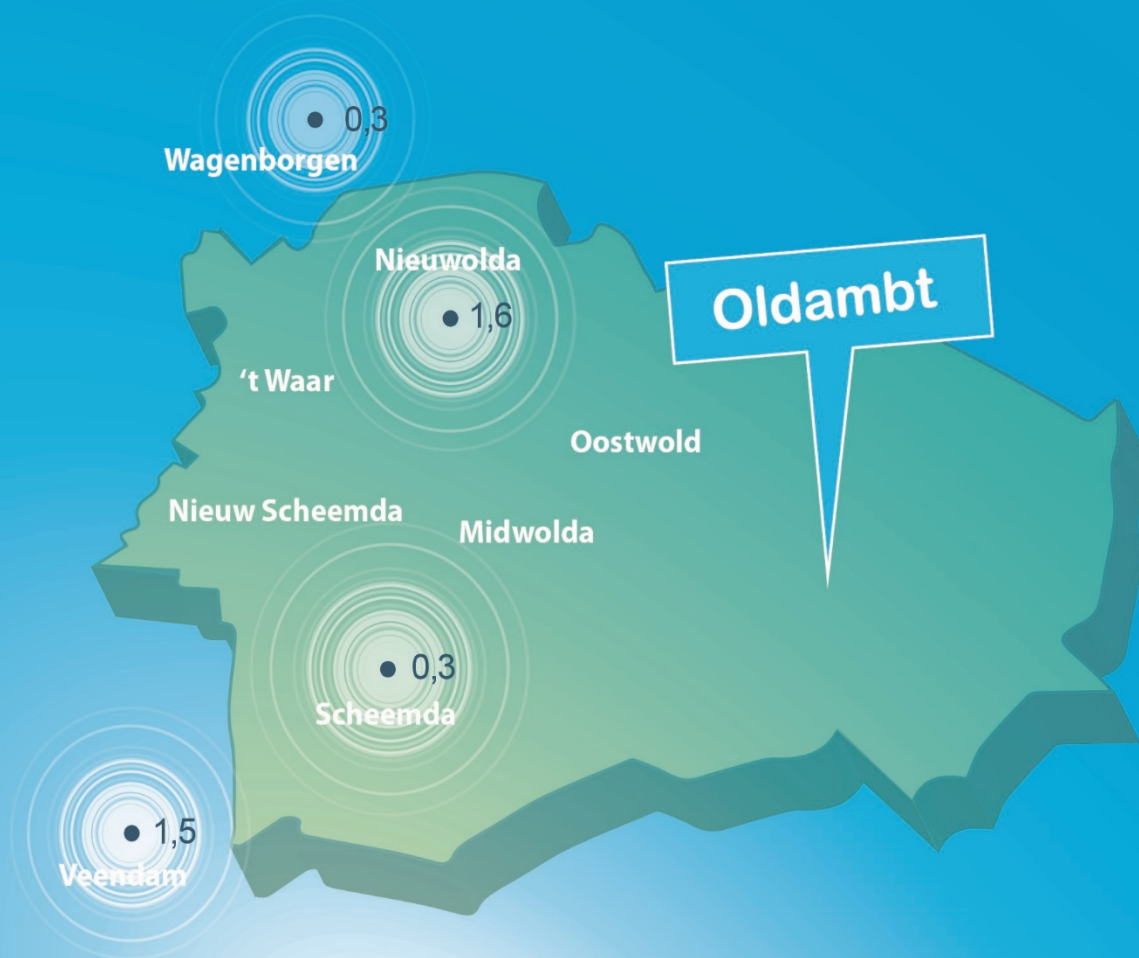 0,3
Wagenborgen
Nieuwolda
1,6
Oldambt
‘t Waar
Oostwold
Nieuw Scheemda
Midwolda
0,3
Scheemda
1,5
Veendam